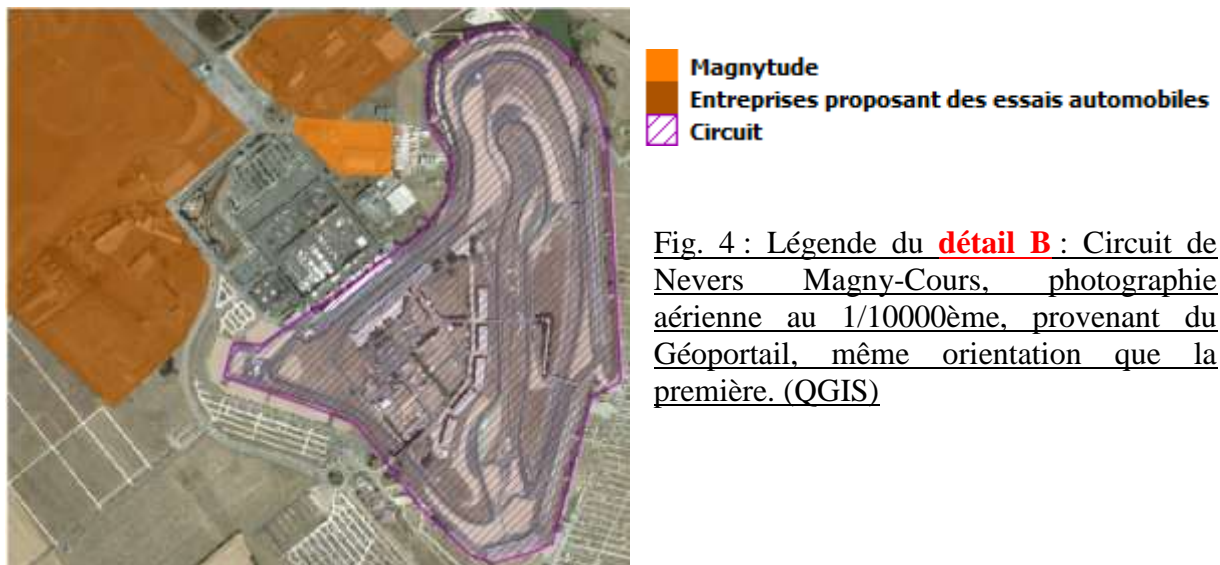 Magnytude
Entreprises proposant des essais automobiles
Circuit
Fig. 4 : Légende du détail B : Circuit de
Nevers Magny-Cours, photographie
aérienne au 1/10000ème, provenant du
Géoportail, même orientation que la
première. (QGIS)